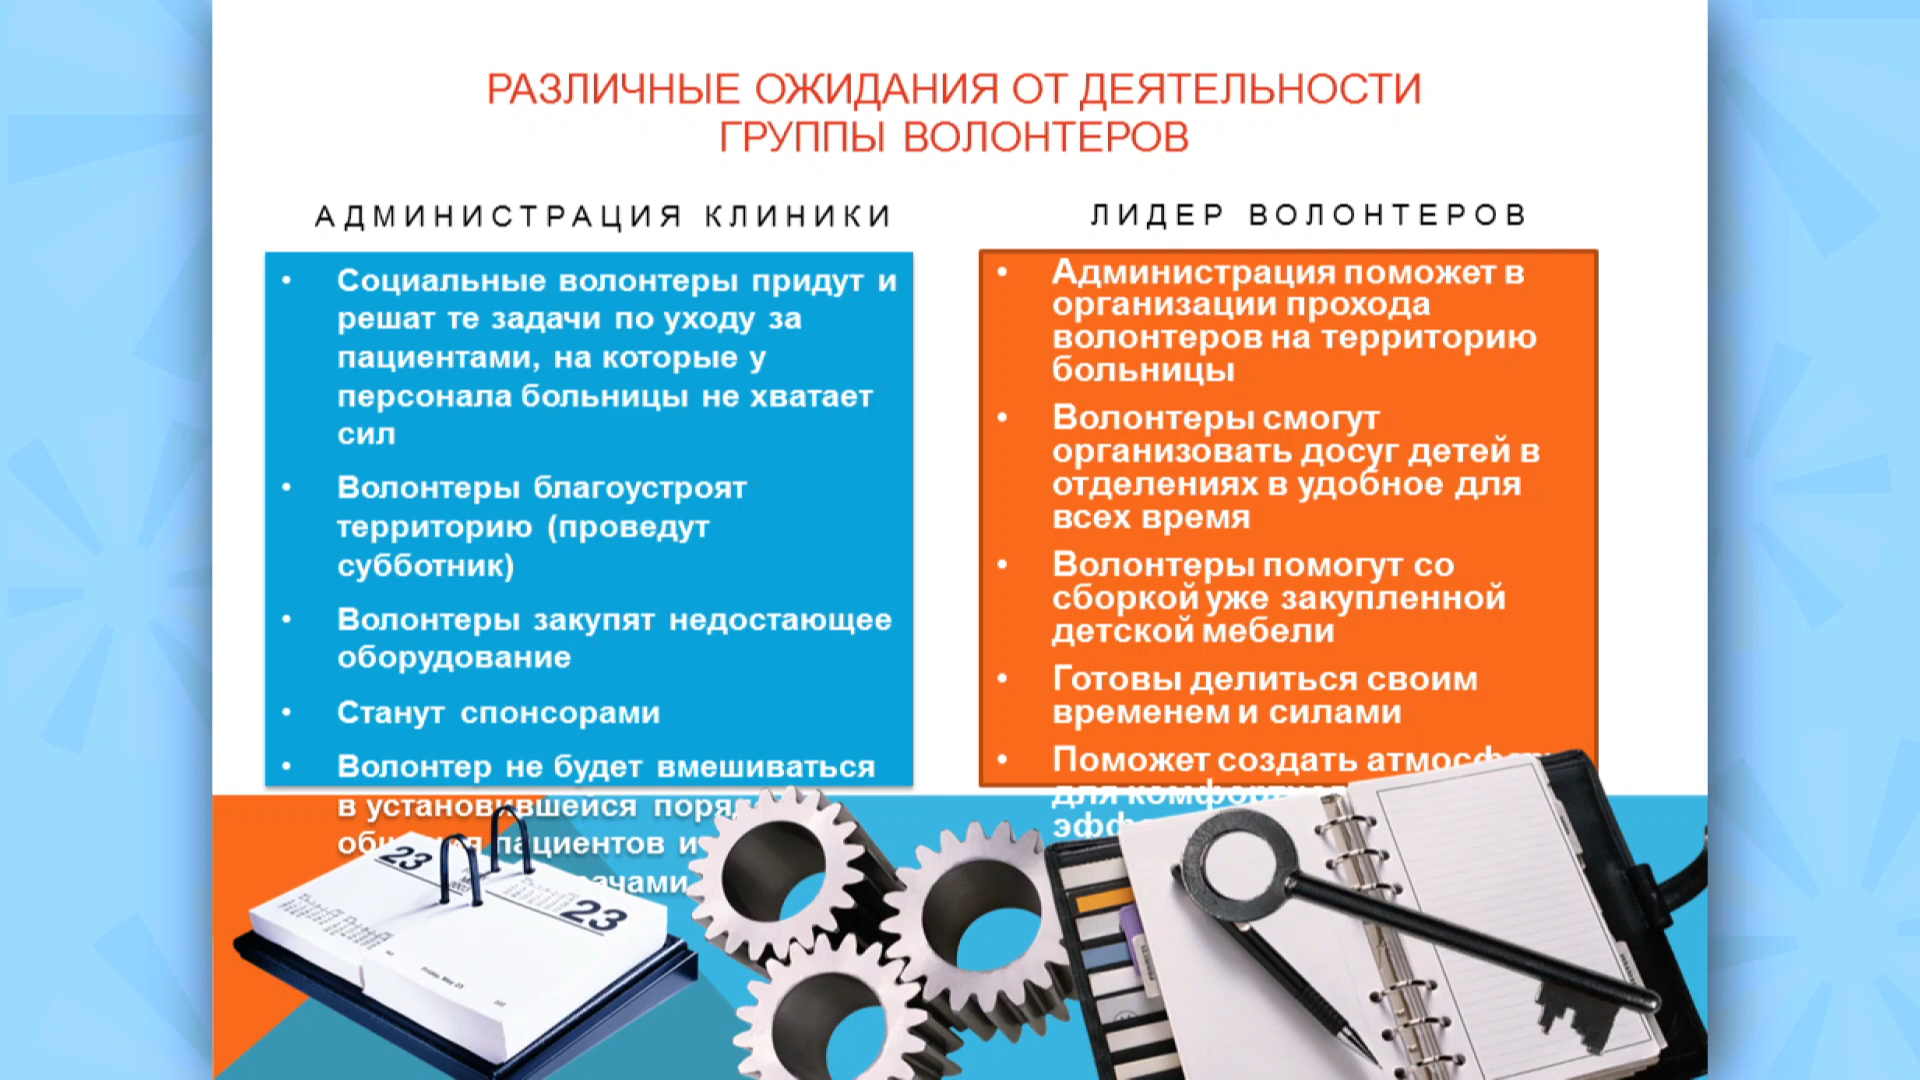 РАЗЛИЧНЫЕ ОЖИДАНИЯ ОТ ДЕЯТЕЛЬНОСТИ
ГРУППЫ ВОЛОНТЕРОВ
АДМИНИСТРАЦИЯ КЛИНИКИ
• Социальные волонтеры придут и
решат те задачи по уходу за
пациентами, на которые у
персонала больницы не хватает
сил
• Волонтеры благоустроят
территорию (проведут
субботник)
• Волонтеры закупят недостающее
оборудование
• Станут спонсорами
• Волонтер не будет вмешиваться
в установившейся
пациентов и
ЛИДЕР ВОЛОНТЕРОВ
• Администрация поможет в
организации прохода
волонтеров на территорию
больницы
• Волонтеры смогут
организовать досуг детей в
отделениях в удобное для
всех время
• Волонтеры помогут со
сборкой уже закупленной
детской мебели
• Готовы делиться своим
временем и силами
• Поможет создать
для
23
23